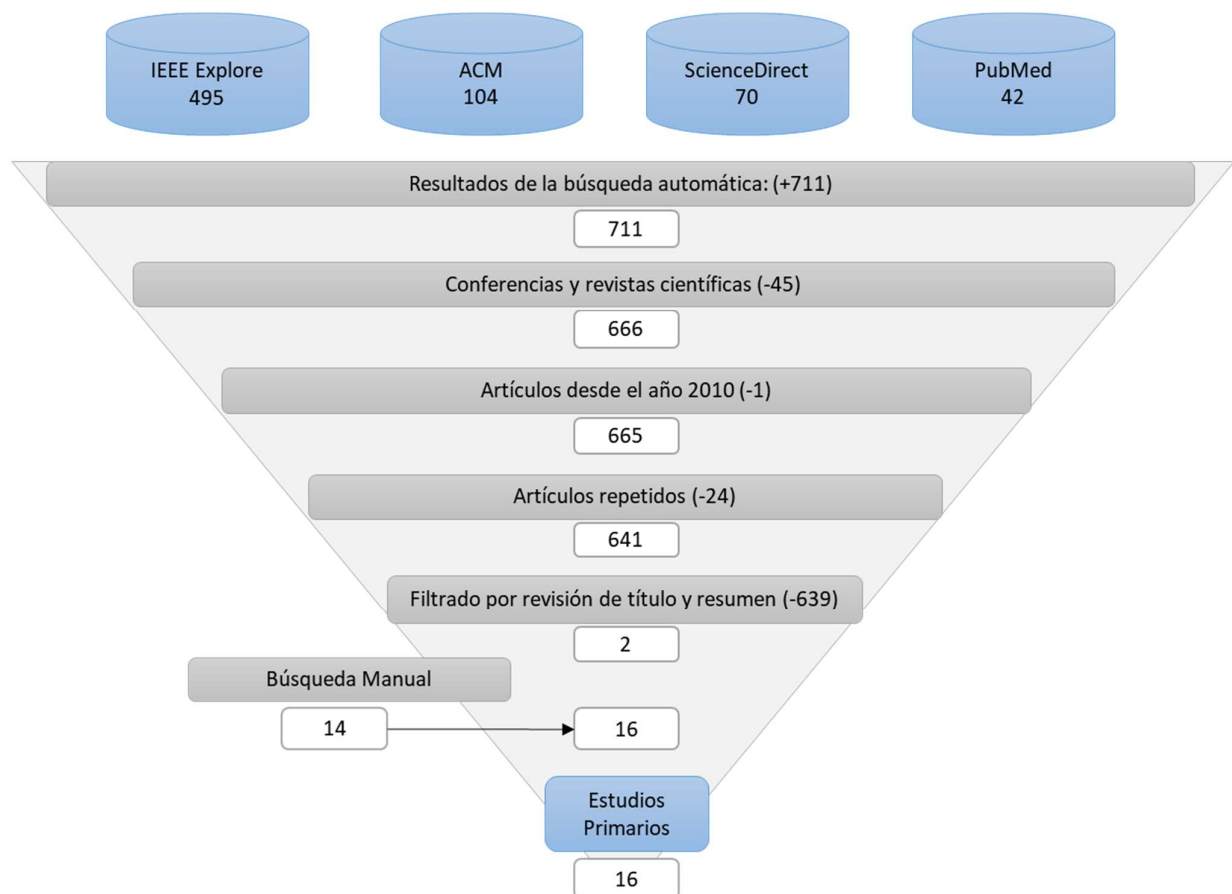 IEEE Explore
495
ACM
104
ScienceDirect
70
PubMed
42
Resultados de la búsqueda automática: (+711)
711
Conferencias y revistas científicas (-45)
666
Artículos desde el año 2010 (-1)
665
Artículos repetidos (-24)
641
Filtrado por revisión de título y resumen (-639)
2
Búsqueda Manual
14
16
Estudios
Primarios
16